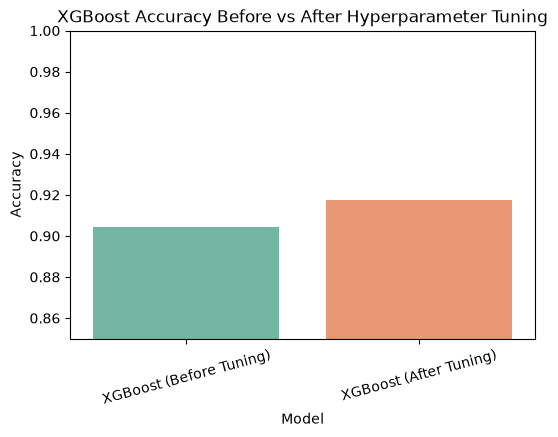 XGBoost Accuracy Before vs After Hyperparameter Tuning
1.00
0.98
0.96
0.94
0.92
0.90
0.88
0.86
Accuracy
XGBoost (Before Tuning)
XGBoost (After Tuning)
Model